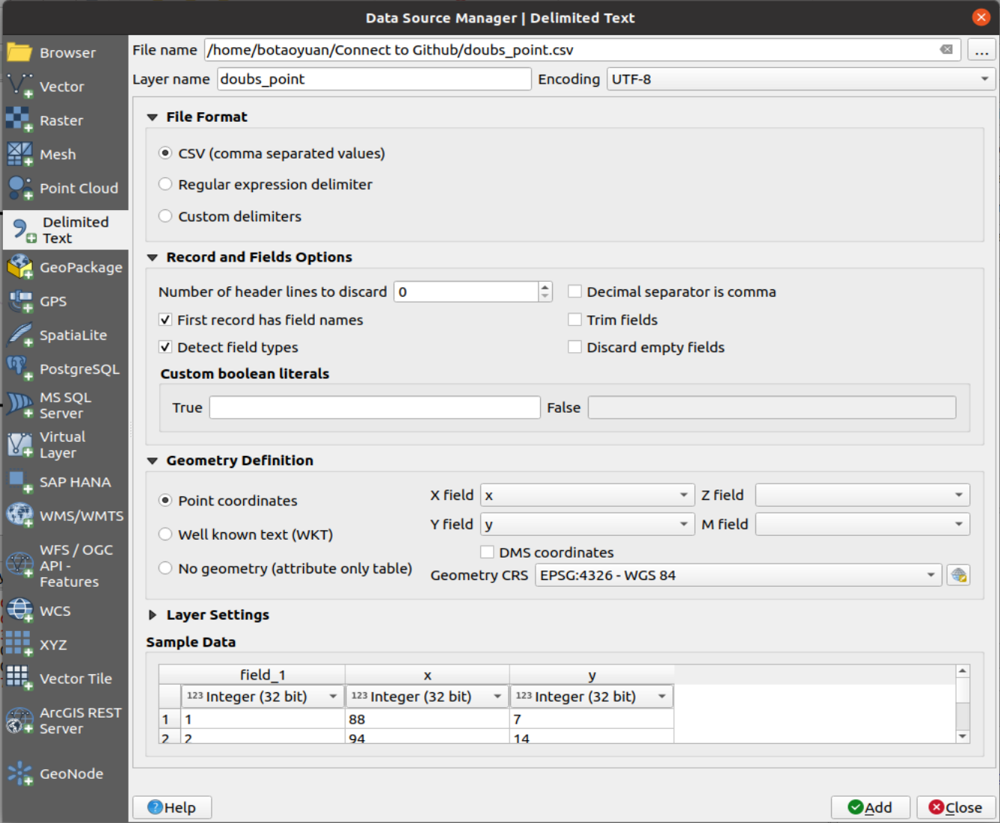 Data Source Manager | Delimited Text
Browser
Vector
Raster
Mesh
Point Cloud
Delimited
Text
GeoPackage
GPS
SpatiaLite
PostgreSQL
MS SQL
Server
Virtual
Layer
SAP HANA
WMS/WMTS
WFS / OGC
API -
Features
WCS
XYZ
Vector Tile
ArcGIS REST
Server
GeoNode
File name /home/botaoyuan/Connect to Github/doubs_point.csv ...
Layer name doubs_point Encoding UTF-8
File Format
CSV (comma separated values)
Regular expression delimiter
Custom delimiters
Record and Fields Options
Number of header lines to discard 0 Decimal separator is comma
First record has field names Trim fields
Detect field types Discard empty fields
Custom boolean literals
True False
Geometry Definition
Point coordinates X field x Z field
Well known text (WKT) Y field y M field
DMS coordinates
No geometry (attribute only table) Geometry CRS EPSG:4326 - WGS 84
Layer Settings
Sample Data
field_1 x y
123 Integer (32 bit) 123 Integer (32 bit) 123 Integer (32 bit)
1 1 88 7
2 2 94 14
?Help Add Close